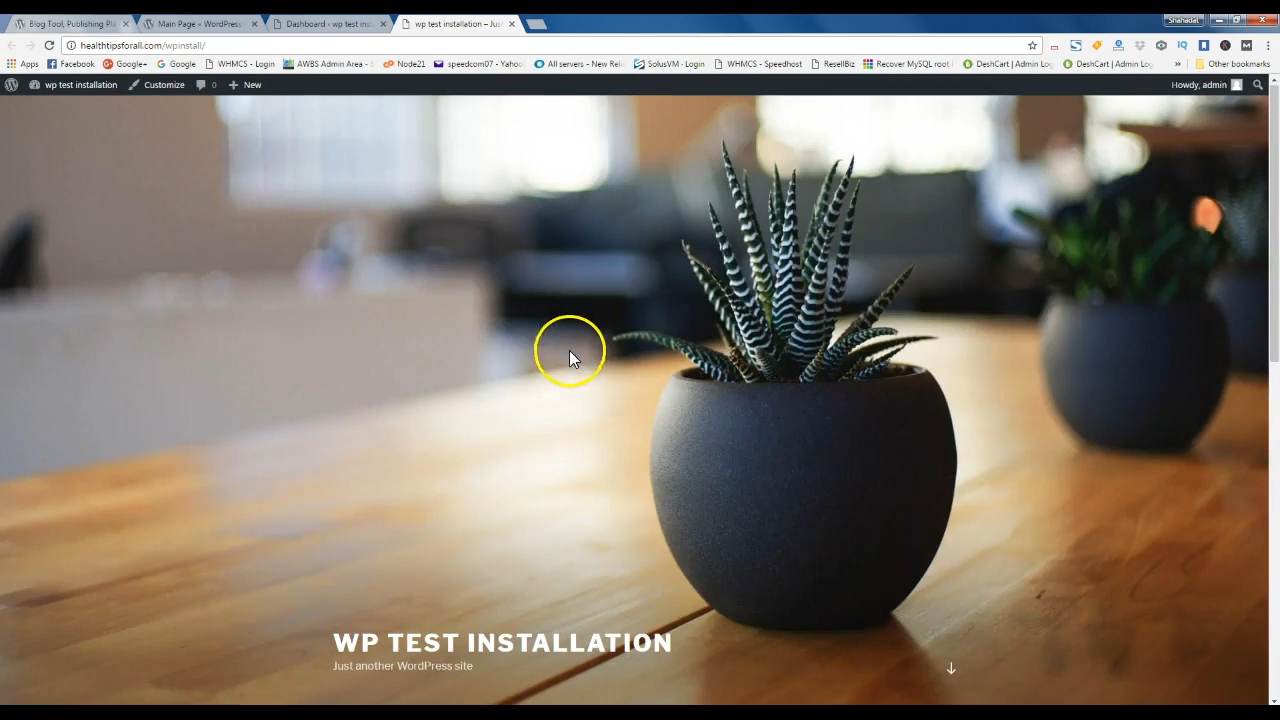 Blog Tool, Publishing Pla
Main Page « WordPress
Dashboard ‹ wp test inst
wp test installation – Jus
Shahadat
healthtipsforall.com/wpinstall/
Apps Facebook Google+ Google WHMCS - Login AWBS Admin Area - S Node21 speedcom07 - Yahoo All servers - New Reli SolusVM - Login WHMCS - Speedhost ResellBiz Recover MySQL root DeshCart | Admin Log DeshCart | Admin Log » Other bookmarks
wp test installation Customize 0 New Howdy, admin
WP TEST INSTALLATION
Just another WordPress site